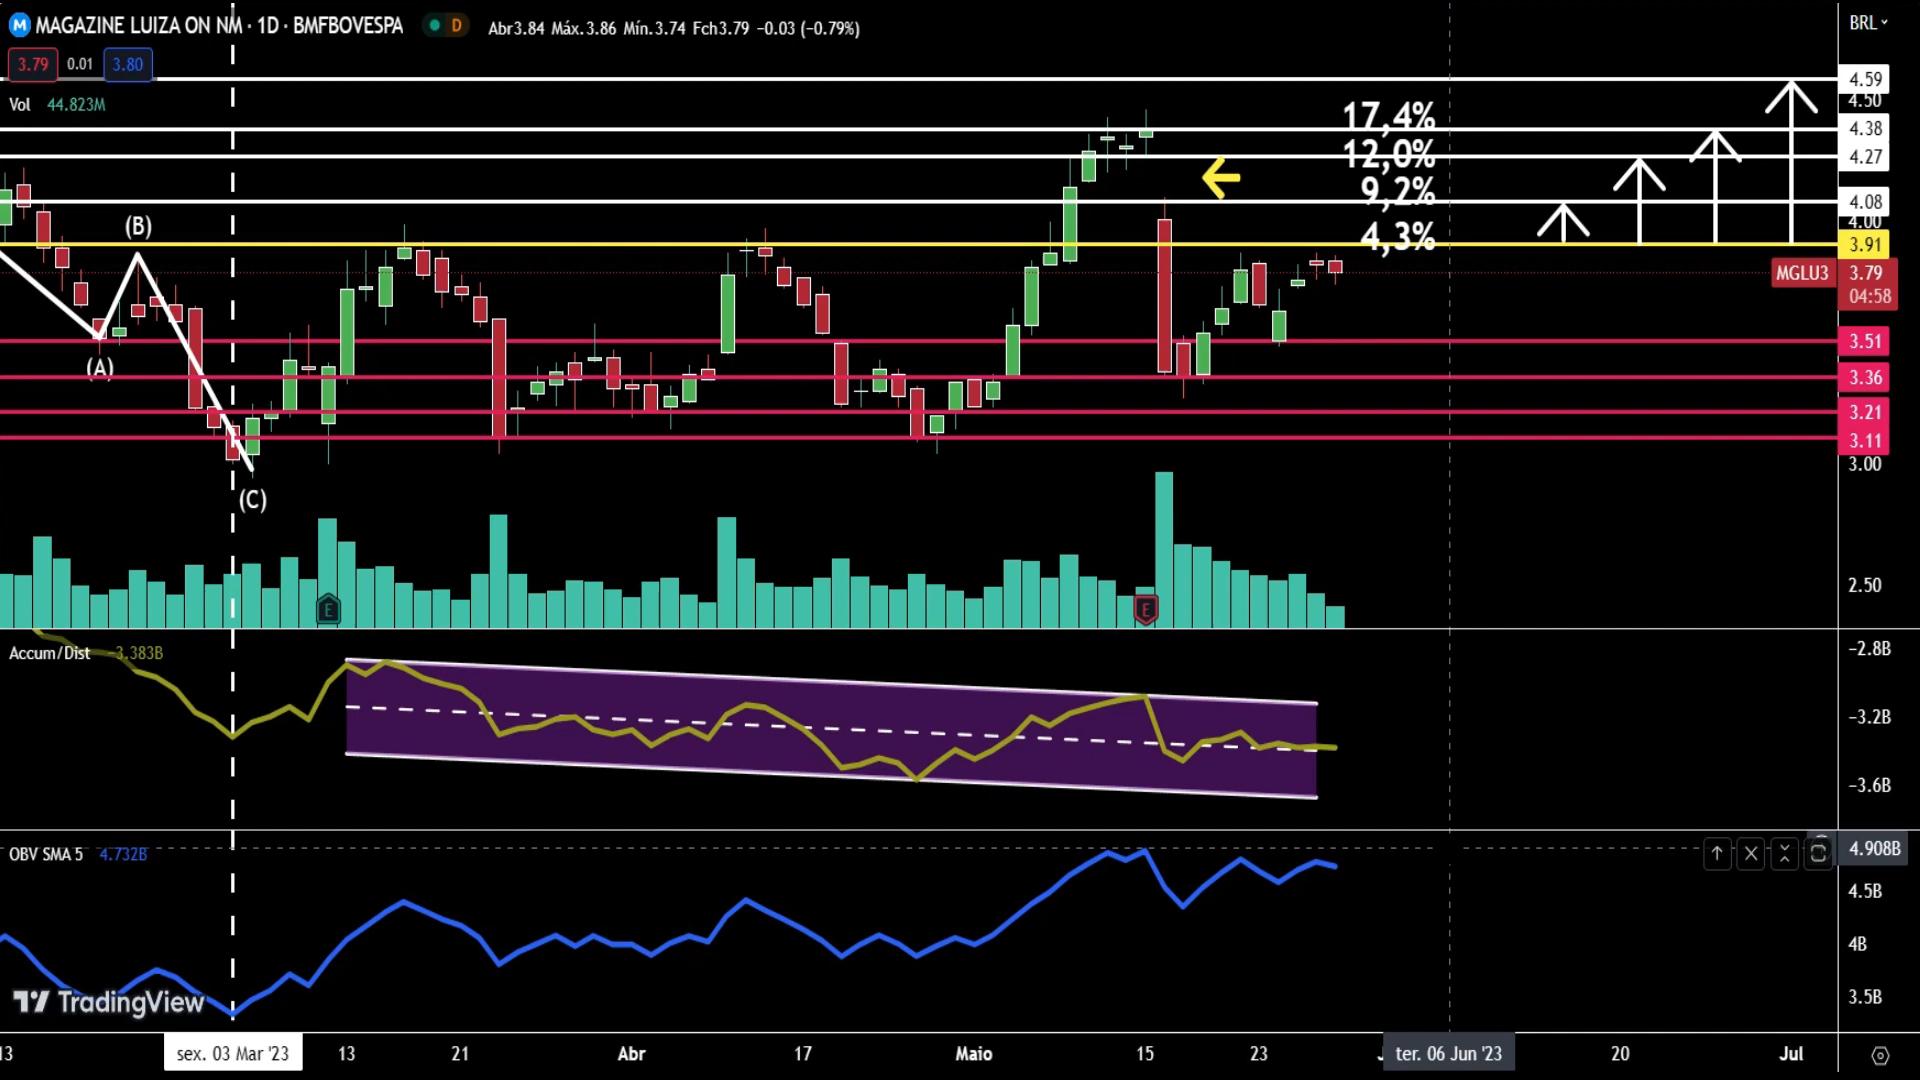 M MAGAZINE LUIZA ON NM · 1D · BMFBOVESPA D Abr3.84 Máx.3.86 Mín.3.74 Fch3.79 −0.03 (−0.79%) BRL
3.79 0.01 3.80
Vol 44.823M
4.59
4.50
17,4%
4.38
12,0%
4.27
9,2%
4.08
4.00
(B)
4,3%
3.91
MGLU3 3.79
04:58
3.51
(A)
3.36
3.21
3.11
3.00
(C)
2.50
E E
Accum/Dist −3.383B
−2.8B
−3.2B
−3.6B
OBV SMA 5 4.732B
4.908B
4.5B
4B
3.5B
TradingView
13 sex. 03 Mar '23 13 21 Abr 17 Maio 15 23 ter. 06 Jun '23 20 Jul